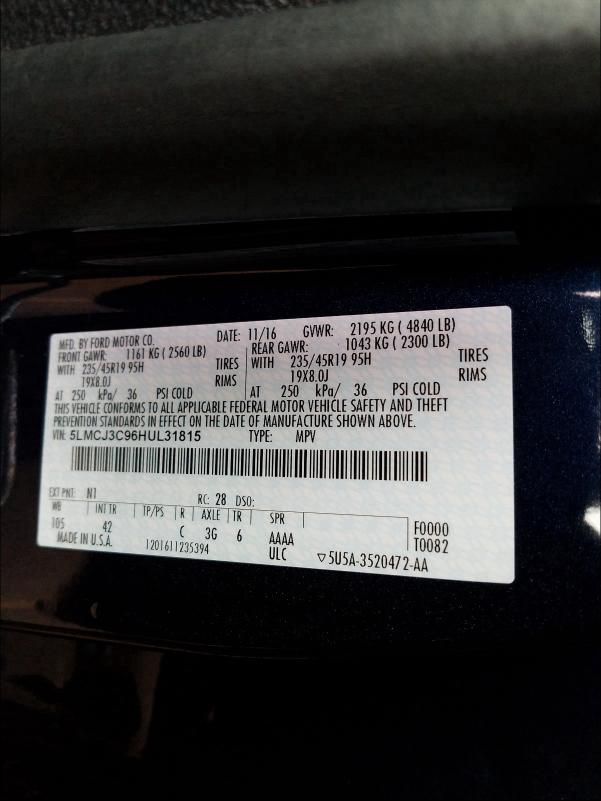 MFD. BY FORD MOTOR CO. DATE: 11/16 GVWR: 2195 KG ( 4840 LB)
FRONT GAWR: 1161 KG ( 2560 LB) REAR GAWR: 1043 KG ( 2300 LB)
WITH 235/45R19 95H TIRES WITH 235/45R19 95H TIRES
19X8.0J RIMS 19X8.0J RIMS
AT 250 kPa/ 36 PSI COLD AT 250 kPa/ 36 PSI COLD
THIS VEHICLE CONFORMS TO ALL APPLICABLE FEDERAL MOTOR VEHICLE SAFETY AND THEFT
PREVENTION STANDARDS IN EFFECT ON THE DATE OF MANUFACTURE SHOWN ABOVE.
VIN: 5LMCJ3C96HUL31815 TYPE: MPV
EXT PNT: N1 RC: 28 DSO:
WB INT TR TP/PS R AXLE TR SPR
105 42 C 3G 6 AAAA F0000
MADE IN U.S.A. 1201611235394 ULC T0082
▽5U5A-3520472-AA